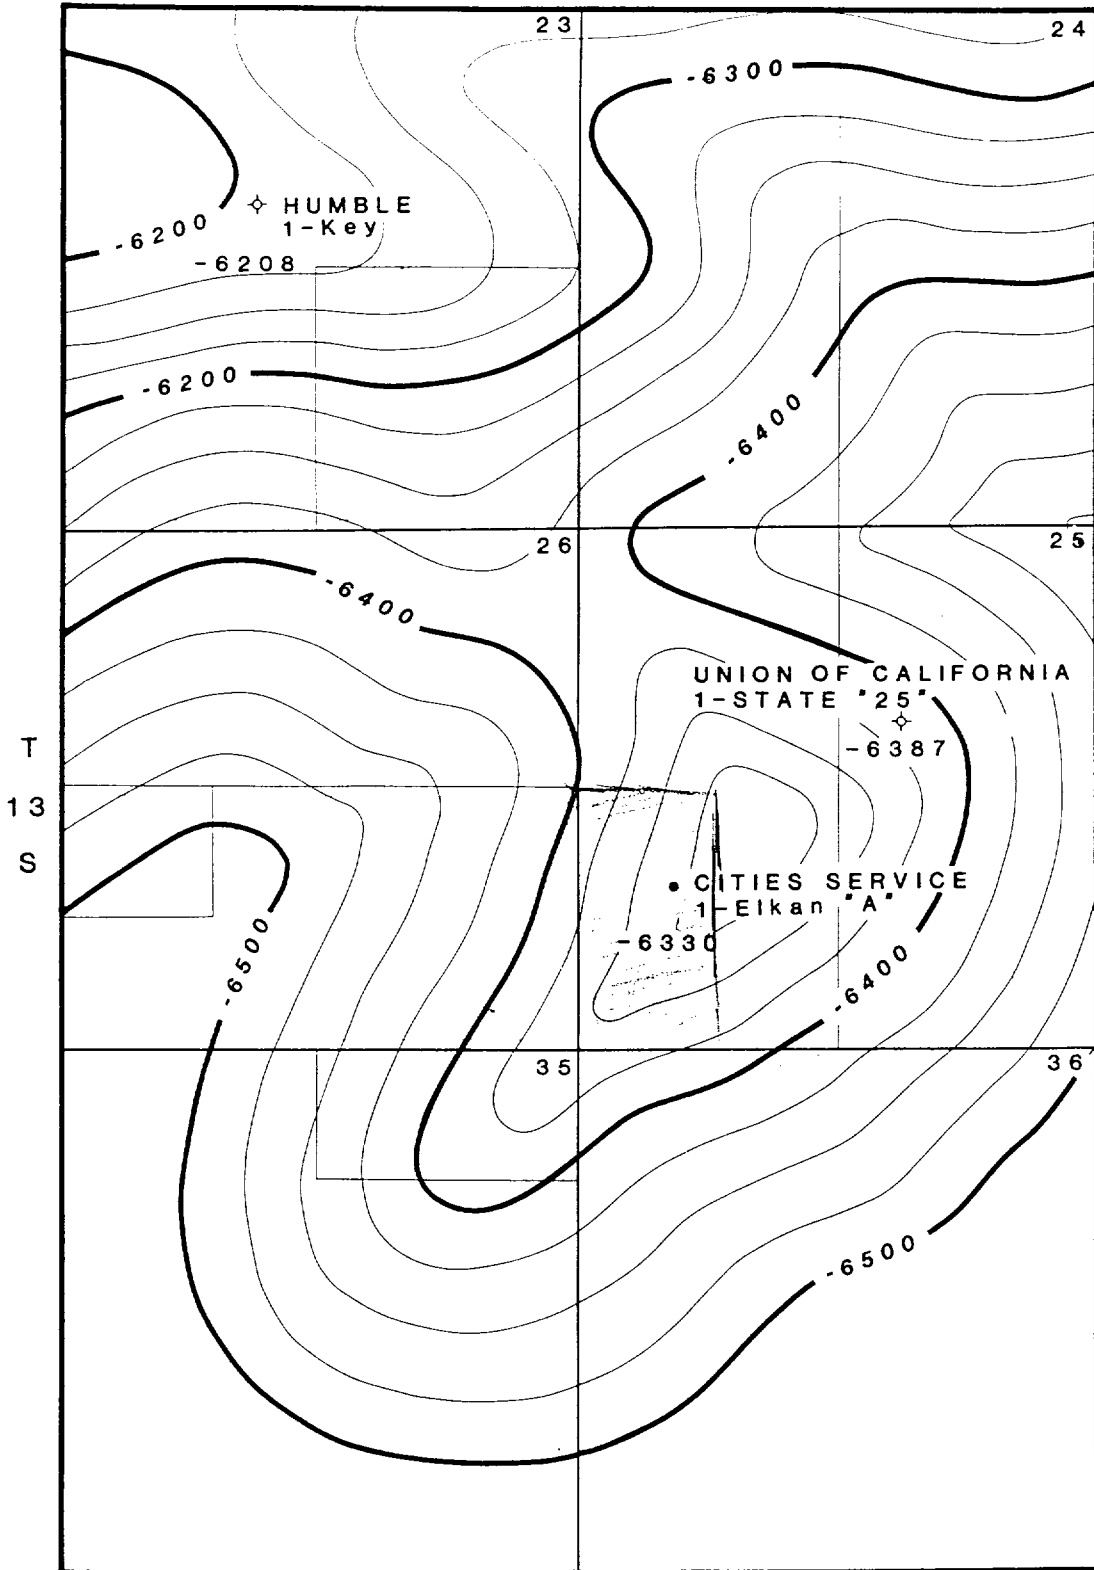 23
24
-6300
HUMBLE
1-Key
-6200
-6208
-6200
-6400
26
25
-6400
UNION OF CALIFORNIA
1-STATE "25"
-6387
T
13
S
CITIES SERVICE
1-Elkan "A"
-6330
-6500
-6400
35
36
-6500